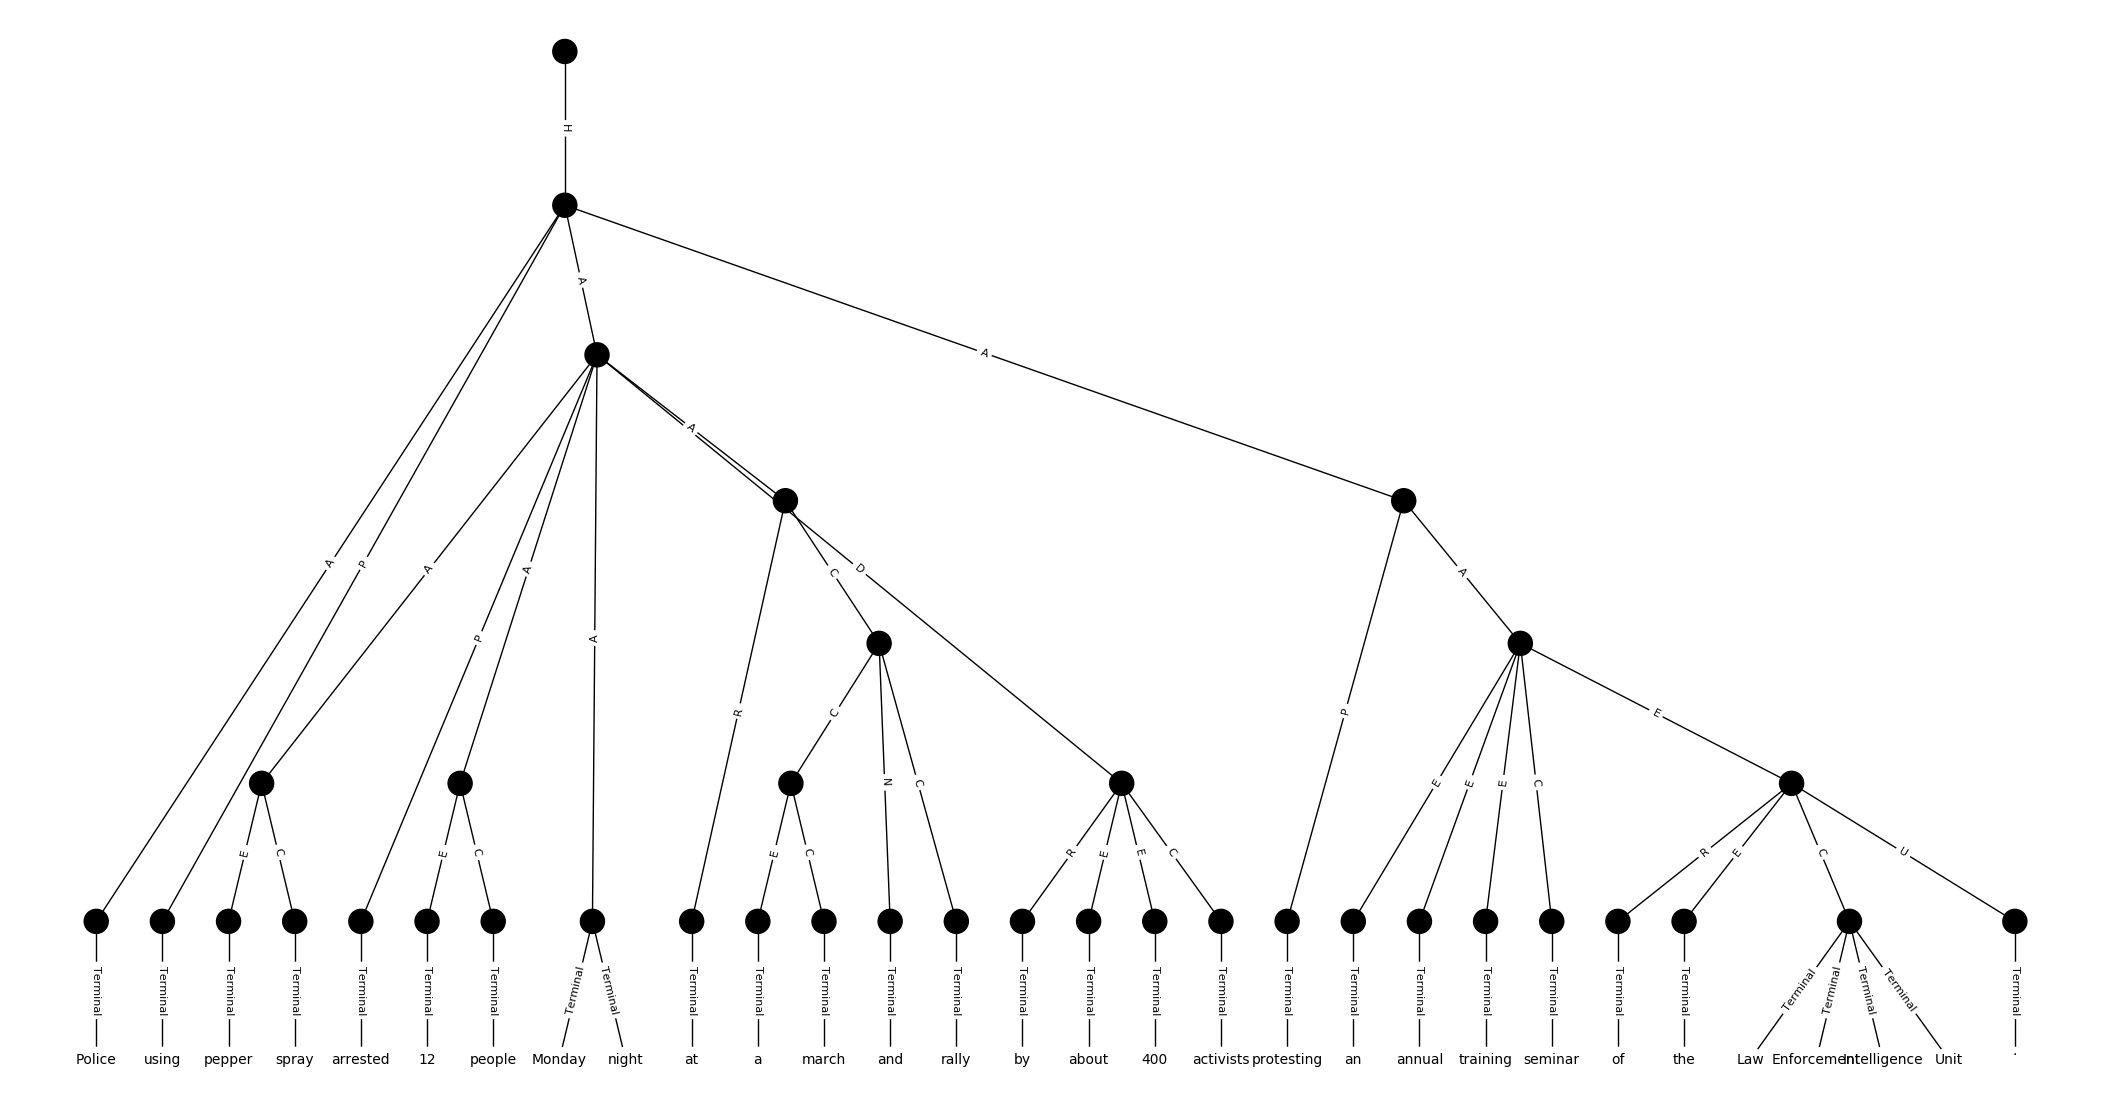 H
A
A
A
D
A
P
A
A
P
A
A
C
R
P
A
C
N
C
E
E
E
C
E
E
C
E
C
E
C
R
E
E
C
R
E
C
U
Terminal Terminal Terminal Terminal Terminal Terminal Terminal Terminal Terminal Terminal Terminal Terminal Terminal Terminal Terminal Terminal Terminal Terminal Terminal Terminal Terminal Terminal Terminal Terminal Terminal Terminal Terminal Terminal Terminal Terminal
Police using pepper spray arrested 12 people Monday night at a march and rally by about 400 activists protesting an annual training seminar of the Law Enforcement Intelligence Unit .